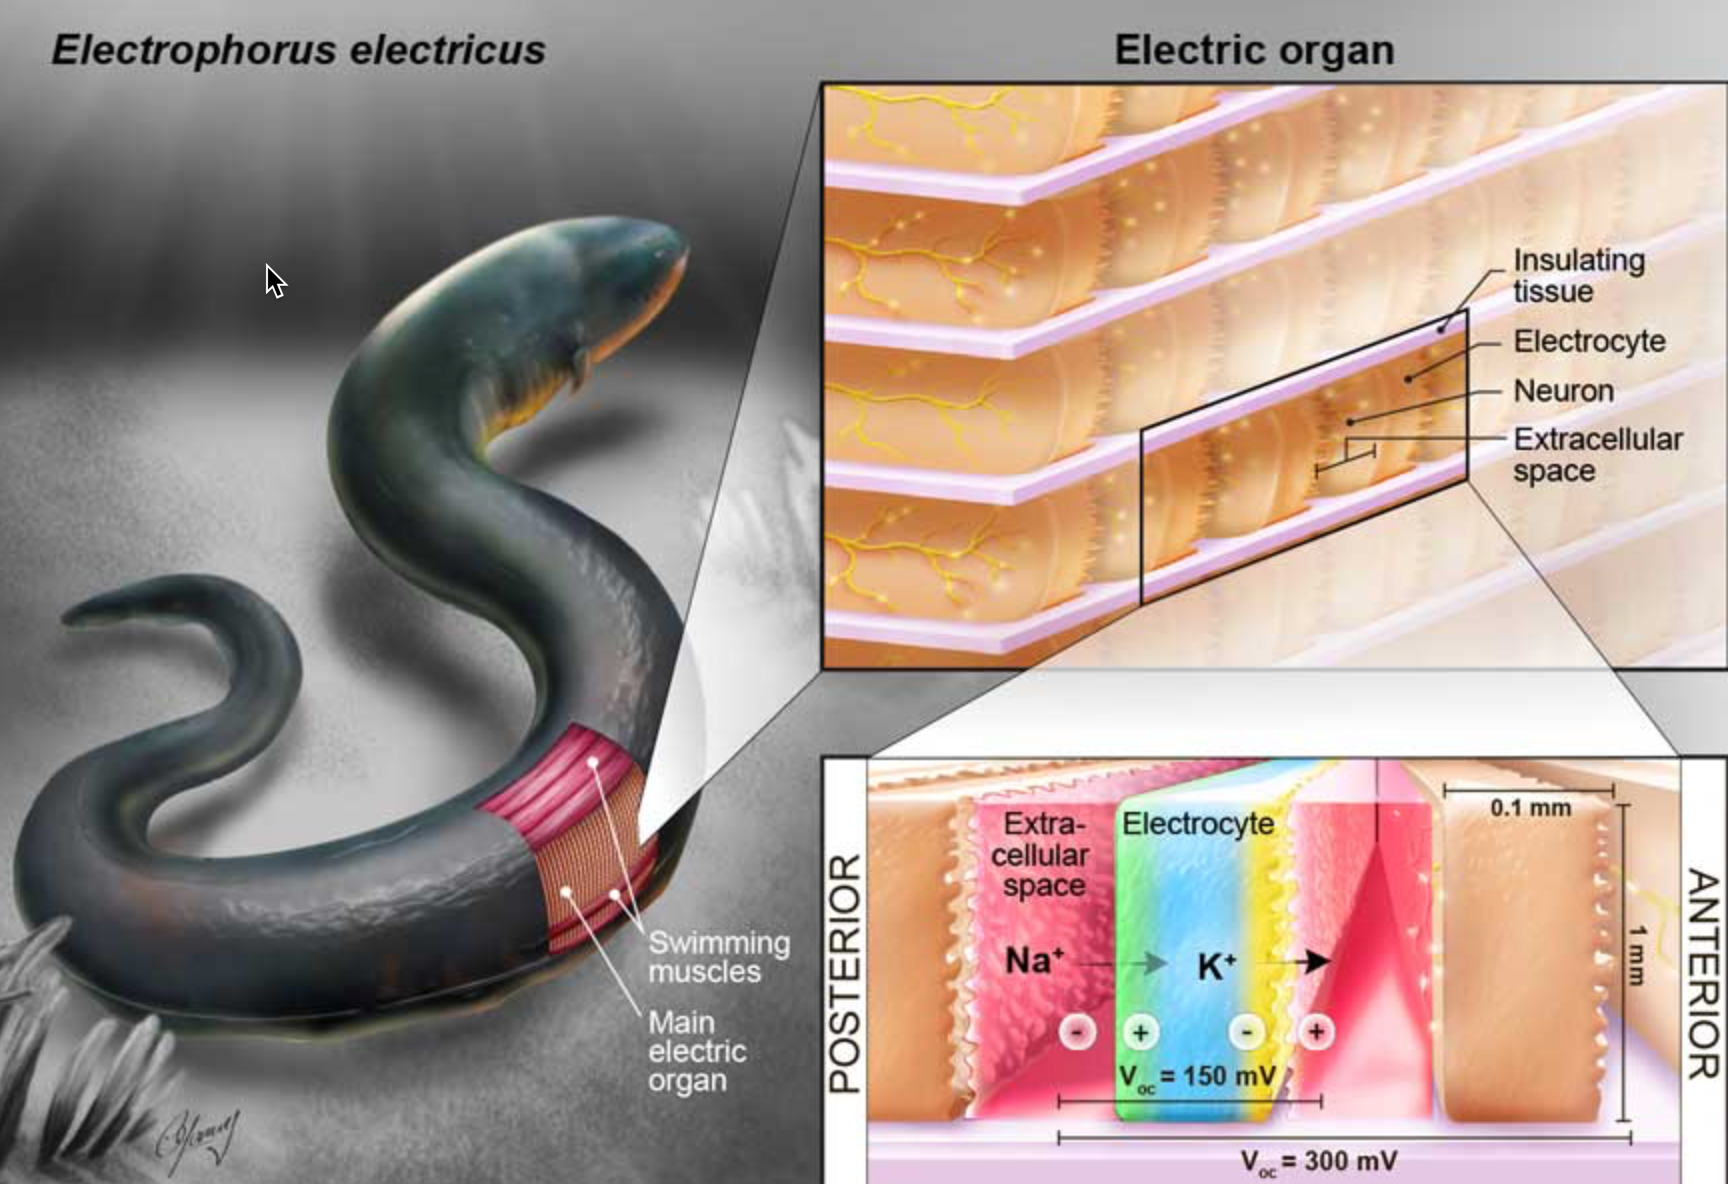 Electrophorus electricus
Electric organ
Insulating
tissue
Electrocyte
Neuron
Extracellular
space
Swimming
muscles
Main
electric
organ
POSTERIOR
Extra-
cellular
space
Electrocyte
0.1 mm
1 mm
Na+
K+
- + - +
Voc = 150 mV
Voc = 300 mV
ANTERIOR